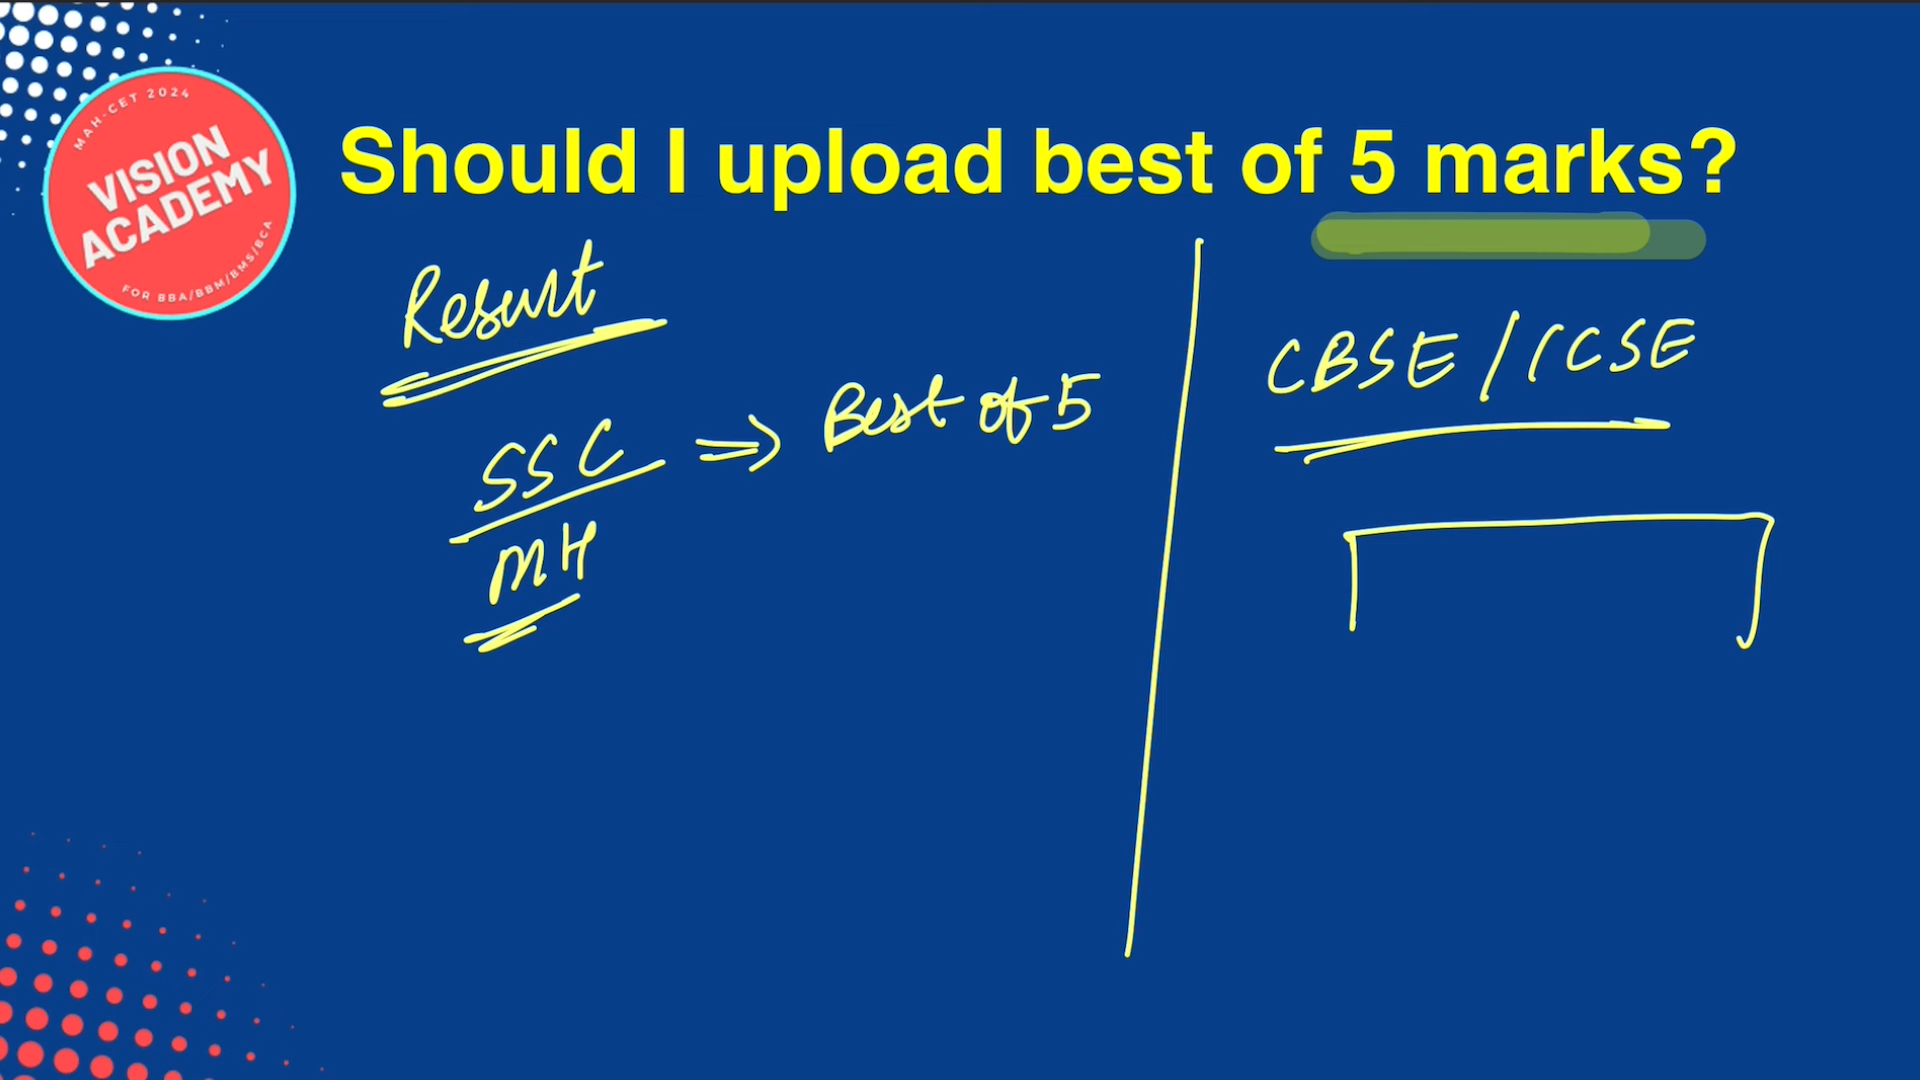 MAH-CET 2024
VISION
ACADEMY
FOR BBA/BBM/BMS/BCA
Should I upload best of 5 marks?
Result
SSC => Best of 5
MH
CBSE/ICSE